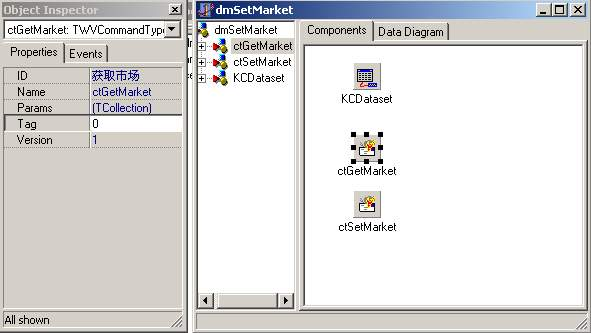 Object Inspector
ctGetMarket: TWVCommandType
Properties
Events
ID 获取市场
Name ctGetMarket
Params (TCollection)
Tag 0
Version 1
All shown
dmSetMarket
dmSetMarket
ctGetMarket
ctSetMarket
KCDataset
Components
Data Diagram
KCDataset
ctGetMarket
ctSetMarket